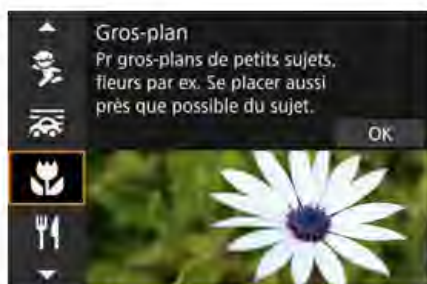 Gros-plan
Pr gros-plans de petits sujets,
fleurs par ex. Se placer aussi
près que possible du sujet.
OK